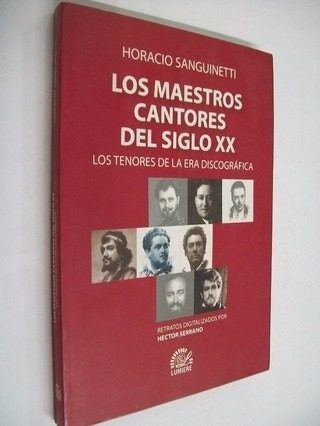 HORACIO SANGUINETTI
LOS MAESTROS
CANTORES
DEL SIGLO XX
LOS TENORES DE LA ERA DISCOGRÁFICA
RETRATOS DIGITALIZADOS POR
HECTOR SERRANO
LUMIERE